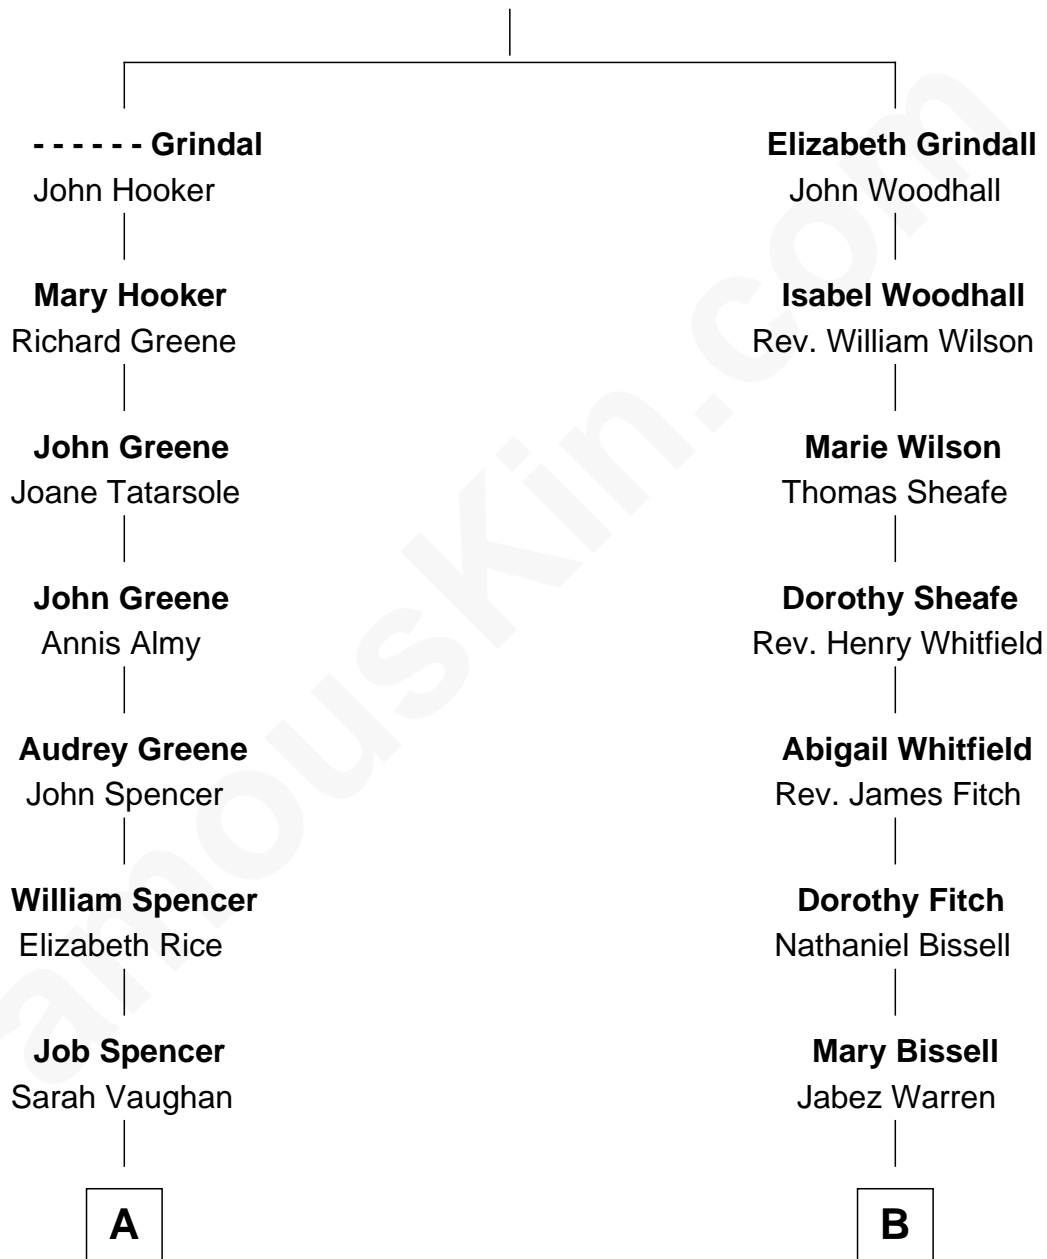 - - - - - - Grindal
John Hooker
Mary Hooker
Richard Greene
John Greene
Joane Tatarsole
John Greene
Annis Almy
Audrey Greene
John Spencer
William Spencer
Elizabeth Rice
Job Spencer
Sarah Vaughan
A
Elizabeth Grindall
John Woodhall
Isabel Woodhall
Rev. William Wilson
Marie Wilson
Thomas Sheafe
Dorothy Sheafe
Rev. Henry Whitfield
Abigail Whitfield
Rev. James Fitch
Dorothy Fitch
Nathaniel Bissell
Mary Bissell
Jabez Warren
B
amousKin.com